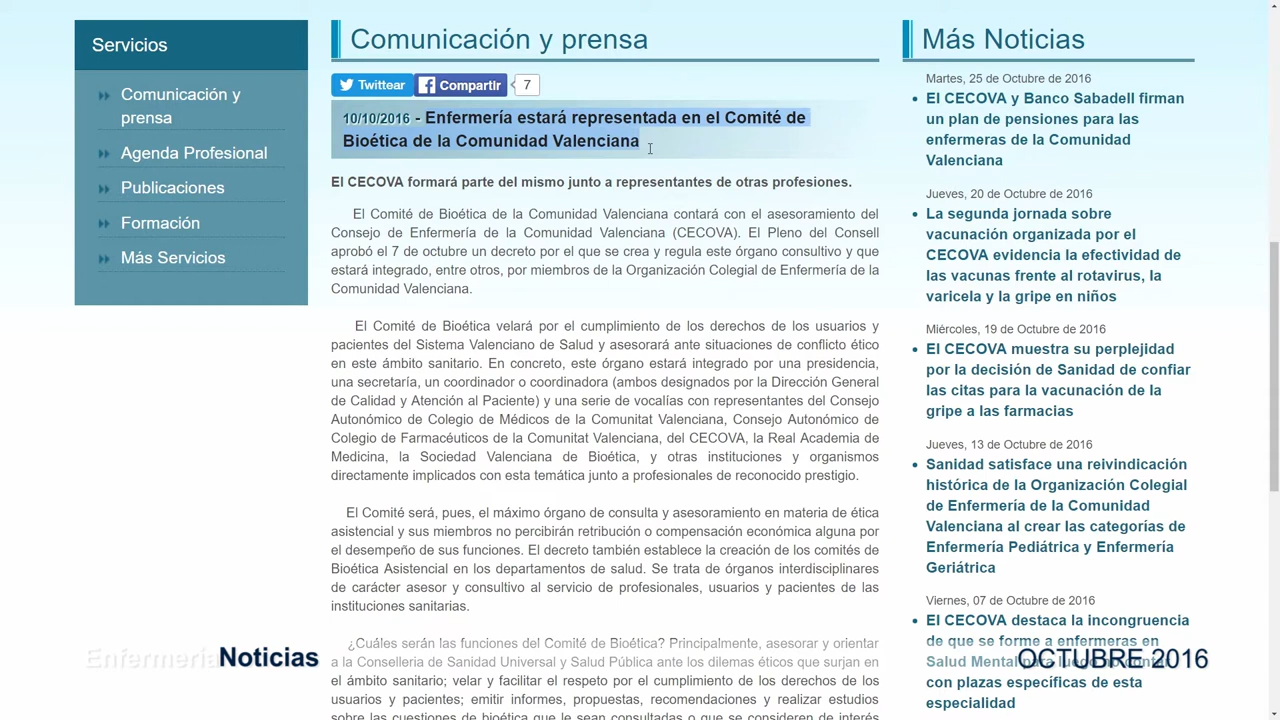 Servicios
Comunicación y
prensa
Agenda Profesional
Publicaciones
Formación
Más Servicios
Comunicación y prensa
Twittear
Compartir
7
10/10/2016 - Enfermería estará representada en el Comité de
Bioética de la Comunidad Valenciana
El CECOVA formará parte del mismo junto a representantes de otras profesiones.
El Comité de Bioética de la Comunidad Valenciana contará con el asesoramiento del
Consejo de Enfermería de la Comunidad Valenciana (CECOVA). El Pleno del Consell
aprobó el 7 de octubre un decreto por el que se crea y regula este órgano consultivo y que
estará integrado, entre otros, por miembros de la Organización Colegial de Enfermería de la
Comunidad Valenciana.
El Comité de Bioética velará por el cumplimiento de los derechos de los usuarios y
pacientes del Sistema Valenciano de Salud y asesorará ante situaciones de conflicto ético
en este ámbito sanitario. En concreto, este órgano estará integrado por una presidencia,
una secretaría, un coordinador o coordinadora (ambos designados por la Dirección General
de Calidad y Atención al Paciente) y una serie de vocalías con representantes del Consejo
Autonómico de Colegio de Médicos de la Comunitat Valenciana, Consejo Autonómico de
Colegio de Farmacéuticos de la Comunitat Valenciana, del CECOVA, la Real Academia de
Medicina, la Sociedad Valenciana de Bioética, y otras instituciones y organismos
directamente implicados con esta temática junto a profesionales de reconocido prestigio.
El Comité será, pues, el máximo órgano de consulta y asesoramiento en materia de ética
asistencial y sus miembros no percibirán retribución o compensación económica alguna por
el desempeño de sus funciones. El decreto también establece la creación de los comités de
Bioética Asistencial en los departamentos de salud. Se trata de órganos interdisciplinares
de carácter asesor y consultivo al servicio de profesionales, usuarios y pacientes de las
instituciones sanitarias.
¿Cuáles serán las funciones del Comité de Bioética? Principalmente, asesorar y orientar
a la Conselleria de Sanidad Universal y Salud Pública ante los dilemas éticos que surjan en
el ámbito sanitario; velar y facilitar el respeto por el cumplimiento de los derechos de los
usuarios y pacientes; emitir informes, propuestas, recomendaciones y realizar estudios
sobre las cuestiones de bioética que le sean consultadas o que se consideren de interés
Más Noticias
Martes, 25 de Octubre de 2016
El CECOVA y Banco Sabadell firman
un plan de pensiones para las
enfermeras de la Comunidad
Valenciana
Jueves, 20 de Octubre de 2016
La segunda jornada sobre
vacunación organizada por el
CECOVA evidencia la efectividad de
las vacunas frente al rotavirus, la
varicela y la gripe en niños
Miércoles, 19 de Octubre de 2016
El CECOVA muestra su perplejidad
por la decisión de Sanidad de confiar
las citas para la vacunación de la
gripe a las farmacias
Jueves, 13 de Octubre de 2016
Sanidad satisface una reivindicación
histórica de la Organización Colegial
de Enfermería de la Comunidad
Valenciana al crear las categorías de
Enfermería Pediátrica y Enfermería
Geriátrica
Viernes, 07 de Octubre de 2016
El CECOVA destaca la incongruencia
de que se forme a enfermeras en
Salud Mental para luego no contar
con plazas específicas de esta
especialidad
EnfermeriaNoticias
OCTUBRE 2016